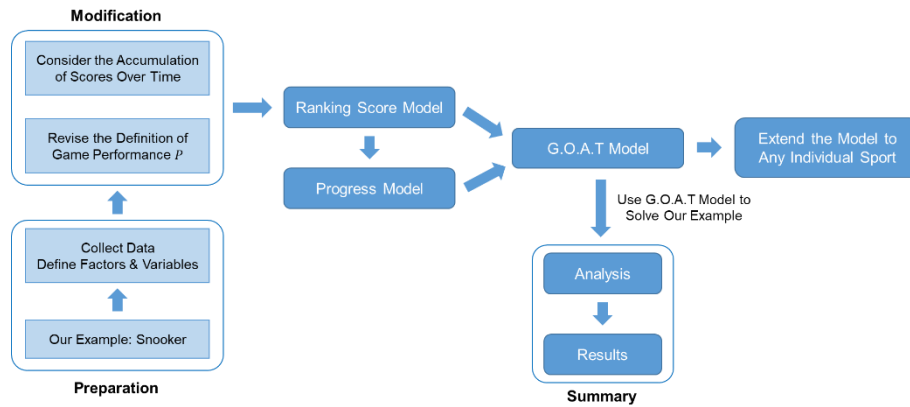 Modification
Consider the Accumulation
of Scores Over Time
Revise the Definition of
Game Performance P
Collect Data
Define Factors & Variables
Our Example: Snooker
Preparation
Ranking Score Model
Progress Model
G.O.A.T Model
Extend the Model to
Any Individual Sport
Use G.O.A.T Model to
Solve Our Example
Analysis
Results
Summary